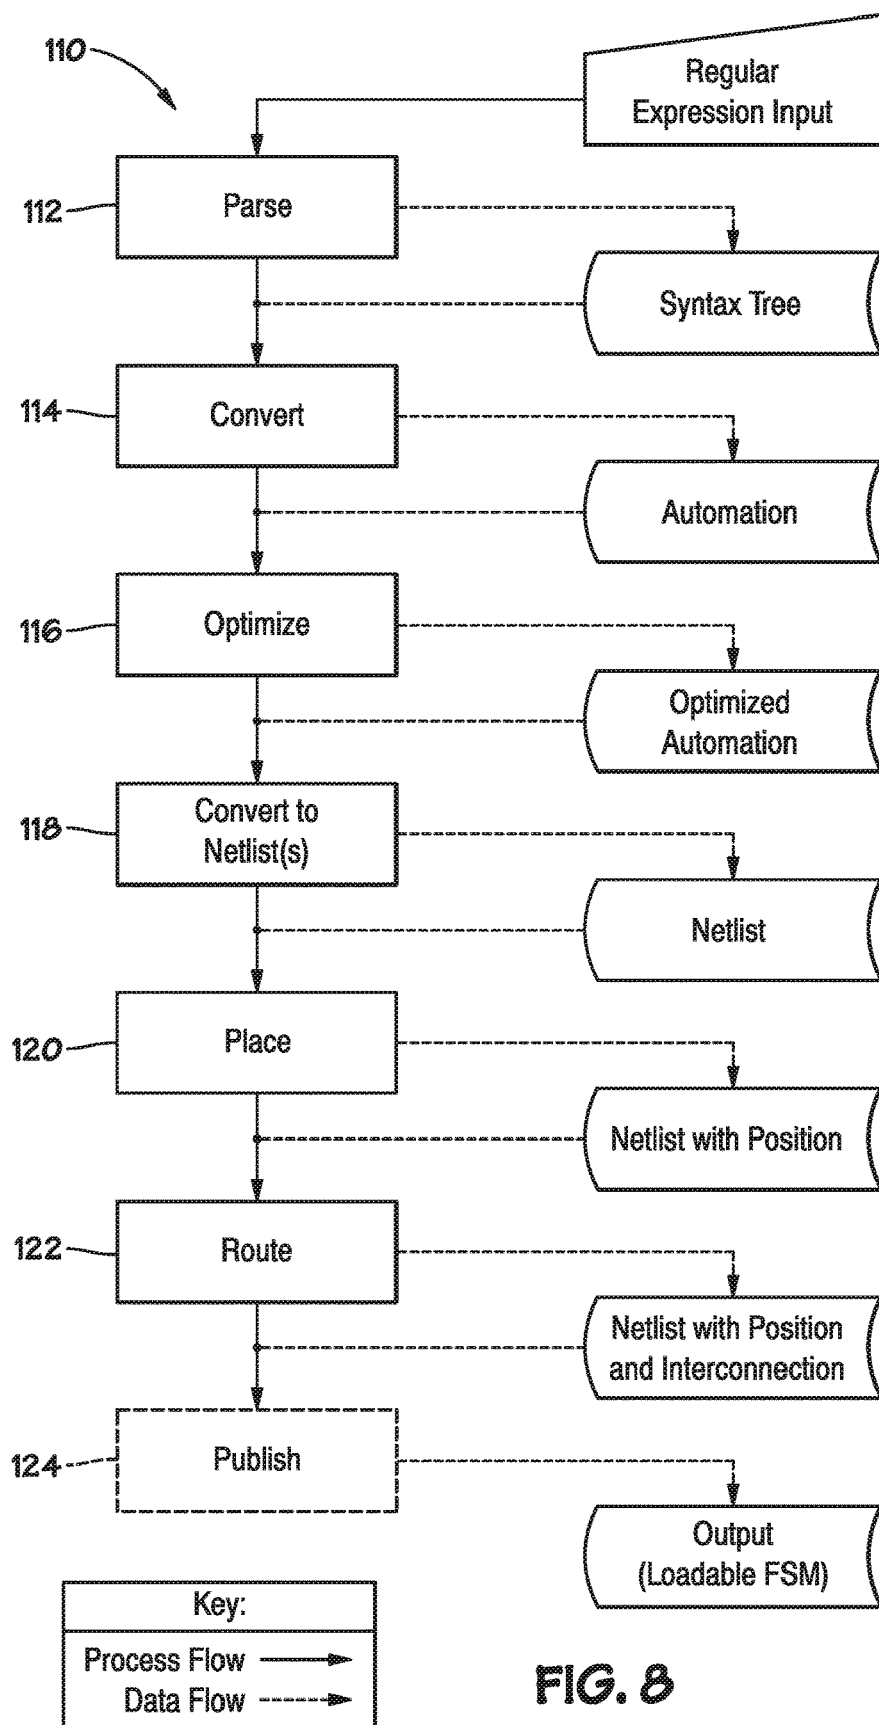 110
Regular
Expression Input
112
Parse
Syntax Tree
114
Convert
Automation
116
Optimize
Optimized
Automation
118
Convert to
Netlist(s)
Netlist
120
Place
Netlist with Position
122
Route
Netlist with Position
and Interconnection
124
Publish
Output
(Loadable FSM)
Key:
Process Flow
Data Flow
FIG. 8